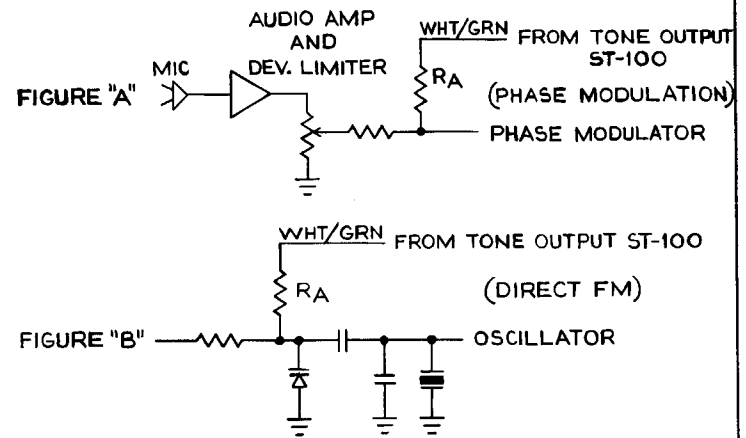 AUDIO AMP
AND
DEV. LIMITER
WHT/GRN FROM TONE OUTPUT
ST-100
MIC
RA
(PHASE MODULATION)
FIGURE "A"
PHASE MODULATOR
WHT/GRN FROM TONE OUTPUT ST-100
RA
(DIRECT FM)
FIGURE "B"
OSCILLATOR